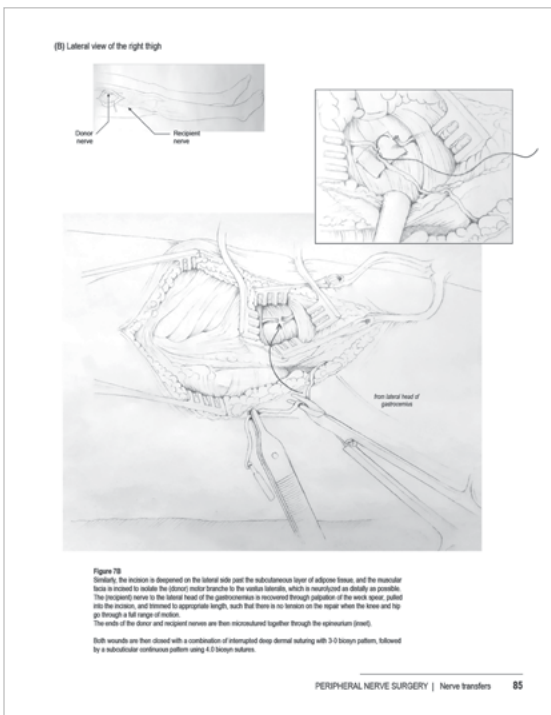 (B) Lateral view of the right thigh
Donor
nerve
Recipient
nerve
from lateral head of
gastrocnemius
Figure 7B
Similarly, the incision is deepened on the lateral side past the subcutaneous layer of adipose tissue, and the muscular
facia is incised to isolate the (donor) motor branche to the vastus lateralis, which is neurolyzed as distally as possible.
The (recipient) nerve to the lateral head of the gastrocnemius is recovered through palpation of the weck spear, pulled
into the incision, and trimmed to appropriate length, such that there is no tension on the repair when the knee and hip
go through a full range of motion.
The ends of the donor and recipient nerves are then microsutured together through the epineurium (inset).
Both wounds are then closed with a combination of interrupted deep dermal suturing with 3-0 biosyn pattern, followed
by a subcuticular continuous pattern using 4.0 biosyn sutures.
PERIPHERAL NERVE SURGERY | Nerve transfers 85